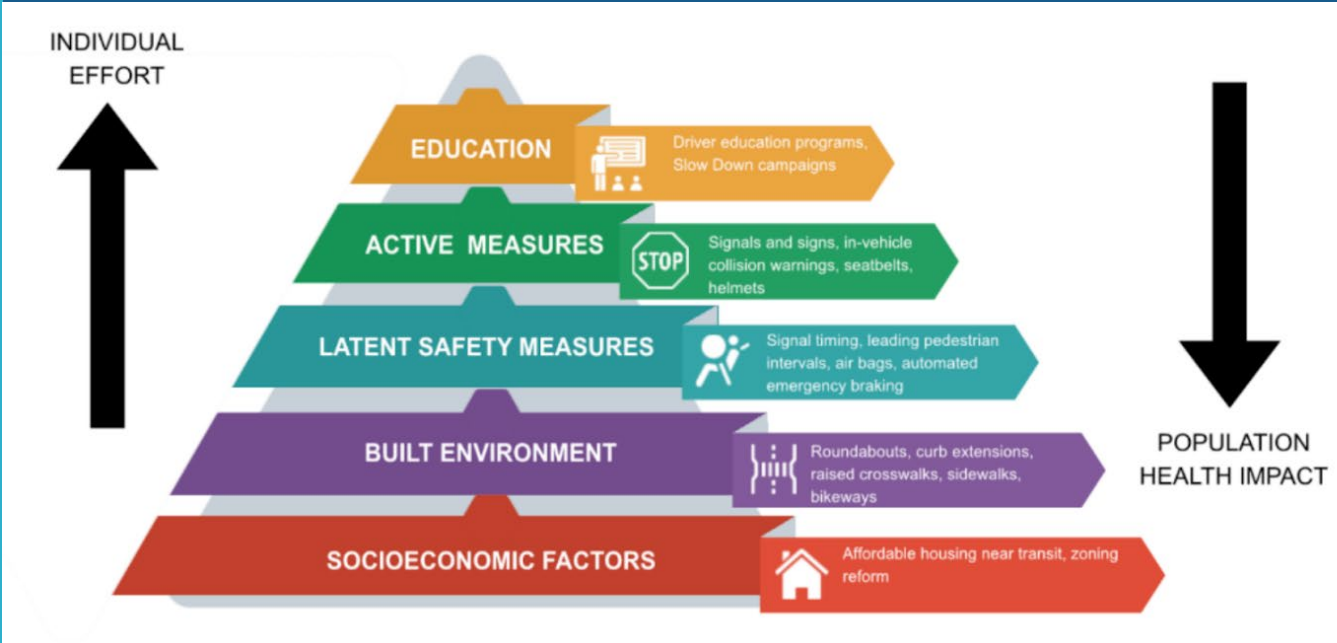 INDIVIDUAL
EFFORT
EDUCATION
Driver education programs,
Slow Down campaigns
ACTIVE MEASURES
STOP
Signals and signs, in-vehicle
collision warnings, seatbelts,
helmets
LATENT SAFETY MEASURES
Signal timing, leading pedestrian
intervals, air bags, automated
emergency braking
BUILT ENVIRONMENT
Roundabouts, curb extensions,
raised crosswalks, sidewalks,
bikeways
SOCIOECONOMIC FACTORS
Affordable housing near transit, zoning
reform
POPULATION
HEALTH IMPACT